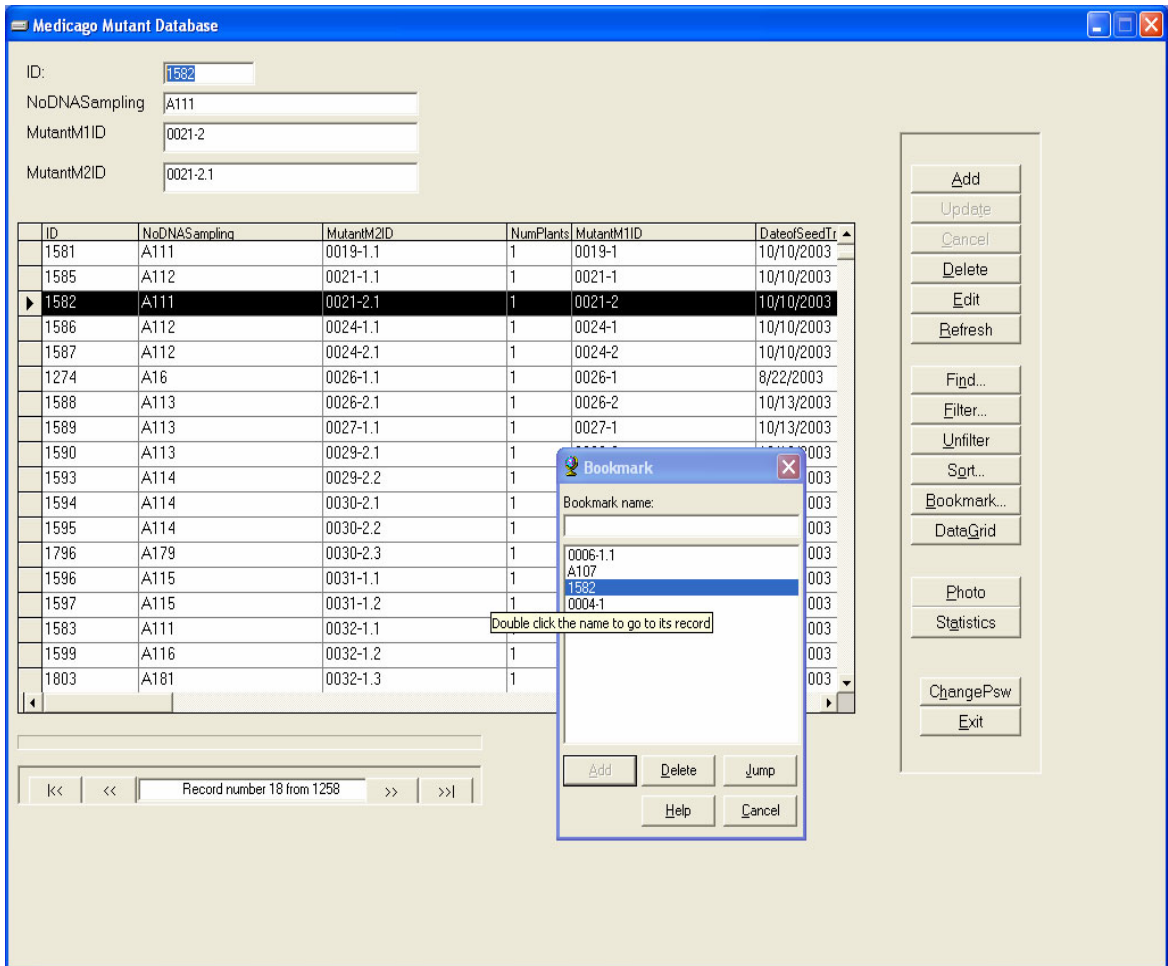 Medicago Mutant Database
ID: 1582
NoDNASampling A111
MutantM1ID 0021-2
MutantM2ID 0021-2.1
ID NoDNASampling MutantM2ID NumPlants MutantM1ID DateofSeedTr
1581 A111 0019-1.1 1 0019-1 10/10/2003
1585 A112 0021-1.1 1 0021-1 10/10/2003
1582 A111 0021-2.1 1 0021-2 10/10/2003
1586 A112 0024-1.1 1 0024-1 10/10/2003
1587 A112 0024-2.1 1 0024-2 10/10/2003
1274 A16 0026-1.1 1 0026-1 8/22/2003
1588 A113 0026-2.1 1 0026-2 10/13/2003
1589 A113 0027-1.1 1 0027-1 10/13/2003
1590 A113 0029-2.1 1 003
1593 A114 0029-2.2 1 003
1594 A114 0030-2.1 1 003
1595 A114 0030-2.2 1 003
1796 A179 0030-2.3 1 003
1596 A115 0031-1.1 1 003
1597 A115 0031-1.2 1 003
1583 A111 0032-1.1 003
1599 A116 0032-1.2 1 003
1803 A181 0032-1.3 1 003
|<< << Record number 18 from 1258 >> >>|
Bookmark
Bookmark name:
0006-1.1
A107
1582
0004-1
Double click the name to go to its record
Add Delete Jump
Help Cancel
Add
Update
Cancel
Delete
Edit
Refresh
Find...
Filter...
Unfilter
Sort...
Bookmark...
DataGrid
Photo
Statistics
ChangePsw
Exit